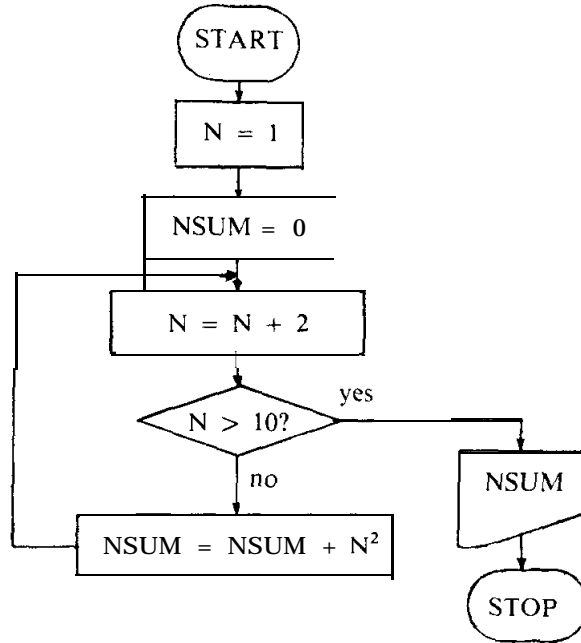 START
N = 1
NSUM = 0
N = N + 2
N > 10?
yes
no
NSUM = NSUM + N²
NSUM
STOP